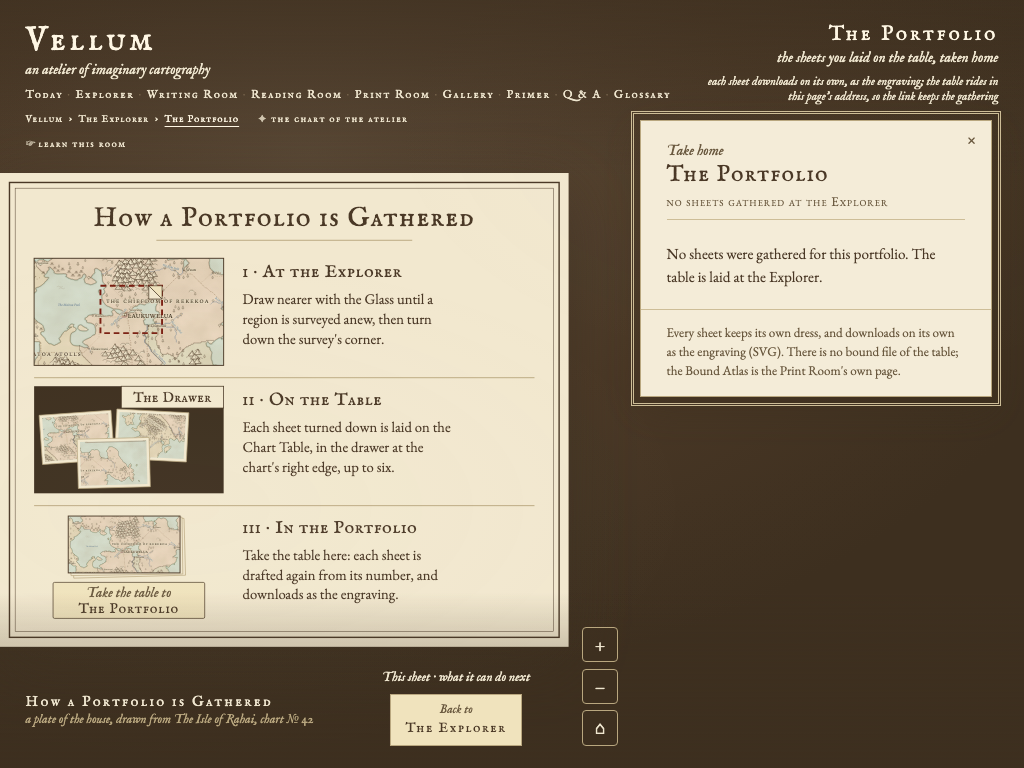 Vellum
an atelier of imaginary cartography
Today · Explorer · Writing Room · Reading Room · Print Room · Gallery · Primer · Q & A · Glossary
Vellum › The Explorer › The Portfolio ✦ the chart of the atelier
☞ learn this room
The Portfolio
the sheets you laid on the table, taken home
each sheet downloads on its own, as the engraving; the table rides in
this page's address, so the link keeps the gathering
How a Portfolio is Gathered
THE CHIEFDOM OF REKEROA
I · At the Explorer
Draw nearer with the Glass until a
region is surveyed anew, then turn
down the survey's corner.
The Drawer
II · On the Table
Each sheet turned down is laid on the
Chart Table, in the drawer at the
chart's right edge, up to six.
III · In the Portfolio
Take the table here: each sheet is
drafted again from its number, and
downloads as the engraving.
Take the table to
The Portfolio
×
Take home
The Portfolio
no sheets gathered at the Explorer
No sheets were gathered for this portfolio. The
table is laid at the Explorer.
Every sheet keeps its own dress, and downloads on its own
as the engraving (SVG). There is no bound file of the table;
the Bound Atlas is the Print Room's own page.
+
−
⌂
How a Portfolio is Gathered
a plate of the house, drawn from The Isle of Rahai, chart № 42
This sheet · what it can do next
Back to
The Explorer